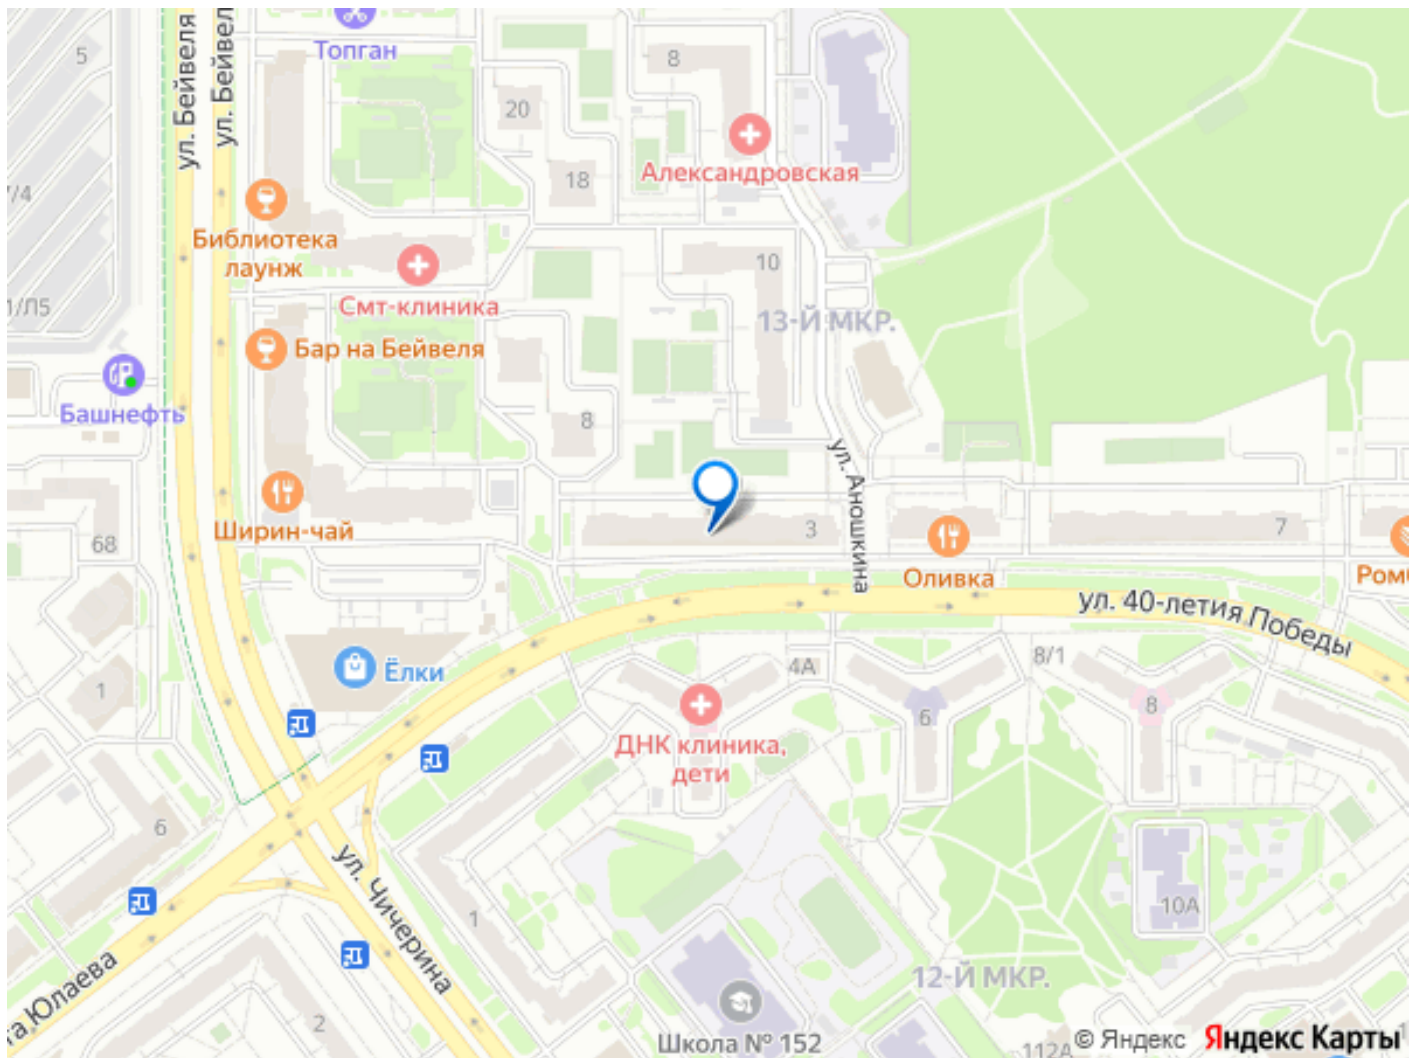 ул. Бейвеля
ул. Бейвел
Топган
5
8
20
Александровская
18
7/4
Библиотека
лаунж
10
Смт-клиника
1/Л5
13-Й МКР.
Бар на Бейвеля
Башнефть
8
ул. Аношкина
Ширин-чай
3
7
68
Оливка
Ром
ул. 40-летия Победы
Ёлки
4А
8/1
1
6
8
ДНК клиника,
дети
6
ул. Чичерина
1
10А
та Юлаева
12-Й МКР.
2
Школа № 152
112А
© Яндекс
Яндекс Карты